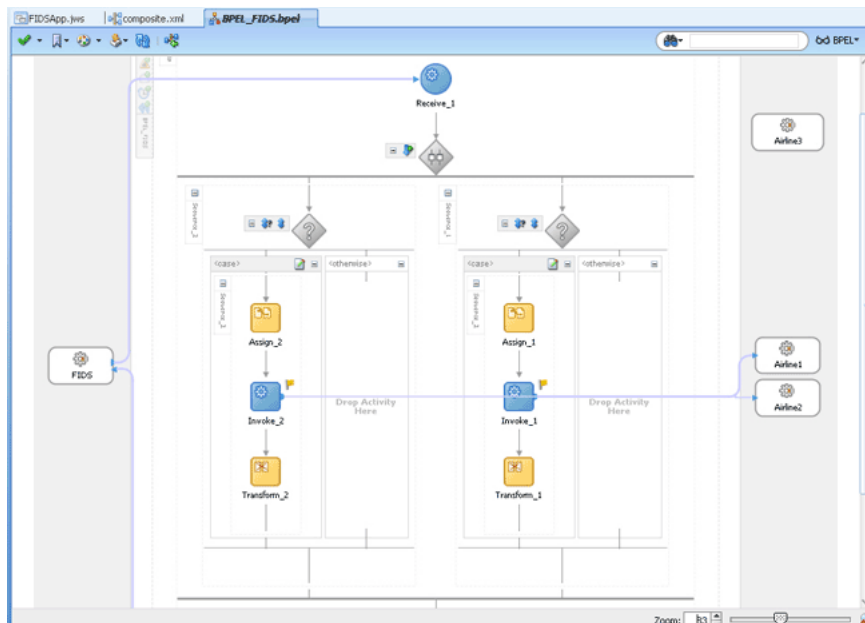 FIDSApp.jws
composite.xml
BPEL_FIDS.bpel
BPEL
Receive_1
Airline3
<case>
<otherwise>
<case>
<otherwise>
Assign_2
Assign_1
FIDS
Airline1
Invoke_2
Drop Activity
Here
Invoke_1
Drop Activity
Here
Airline2
Transform_2
Transform_1
Zoom: